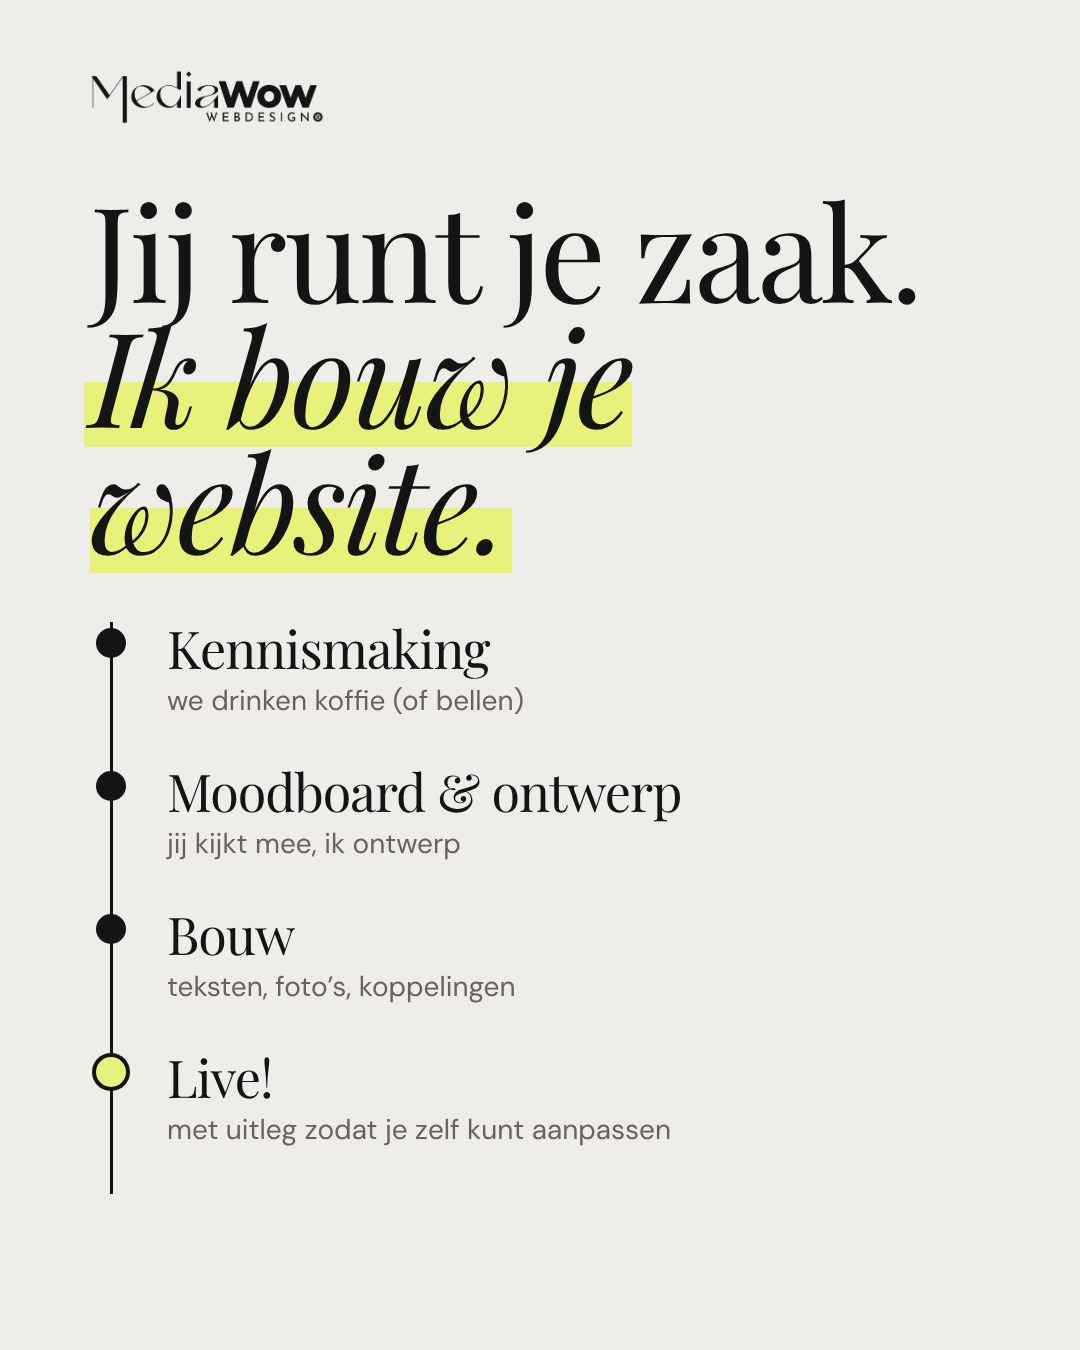 MediaWow
WEBDESIGN
Jij runt je zaak.
Ik bouw je
website.
Kennismaking
we drinken koffie (of bellen)
Moodboard & ontwerp
jij kijkt mee, ik ontwerp
Bouw
teksten, foto’s, koppelingen
Live!
met uitleg zodat je zelf kunt aanpassen